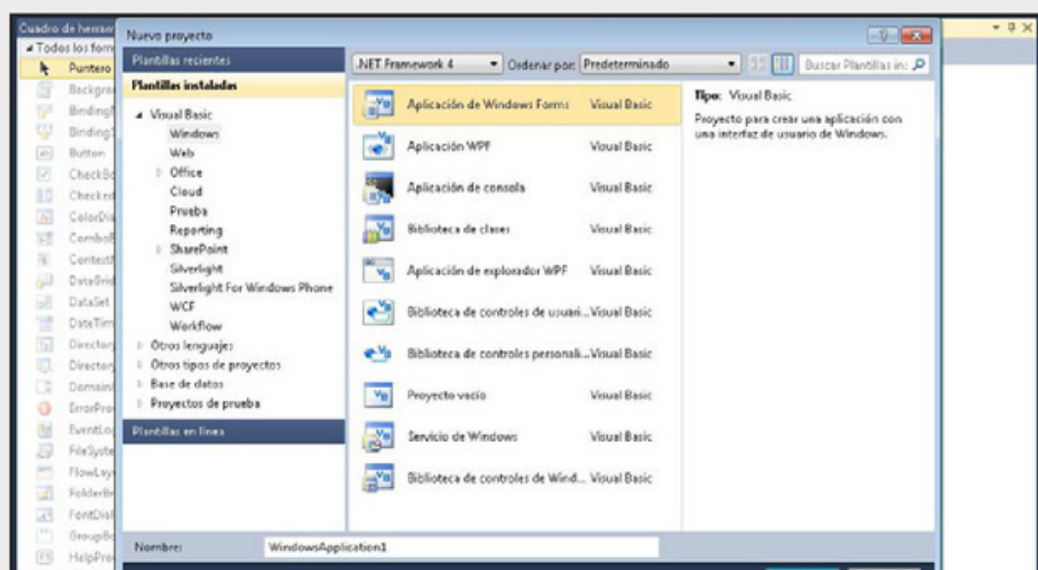 Cuadro de herram
Todos los form
Puntero
Backgro
Binding
Binding
Button
CheckBo
Checked
ColorDia
ComboB
Context
DataGrid
DataSet
DateTim
Director
Director
Domain
ErrorPro
EventLo
FileSyste
FlowLay
FolderBr
FontDial
GroupBo
HelpPro
Nuevo proyecto
Plantillas recientes
Plantillas instaladas
Visual Basic
Windows
Web
Office
Cloud
Prueba
Reporting
SharePoint
Silverlight
Silverlight For Windows Phone
WCF
Workflow
Otros lenguajes
Otros tipos de proyectos
Base de datos
Proyectos de prueba
Plantillas en línea
.NET Framework 4 Ordenar por: Predeterminado Buscar Plantillas in:
Aplicación de Windows Forms Visual Basic
Aplicación WPF Visual Basic
Aplicación de consola Visual Basic
Biblioteca de clases Visual Basic
Aplicación de explorador WPF Visual Basic
Biblioteca de controles de usuari... Visual Basic
Biblioteca de controles personali... Visual Basic
Proyecto vacío Visual Basic
Servicio de Windows Visual Basic
Biblioteca de controles de Wind... Visual Basic
Tipo: Visual Basic
Proyecto para crear una aplicación con
una interfaz de usuario de Windows.
Nombre: WindowsApplication1